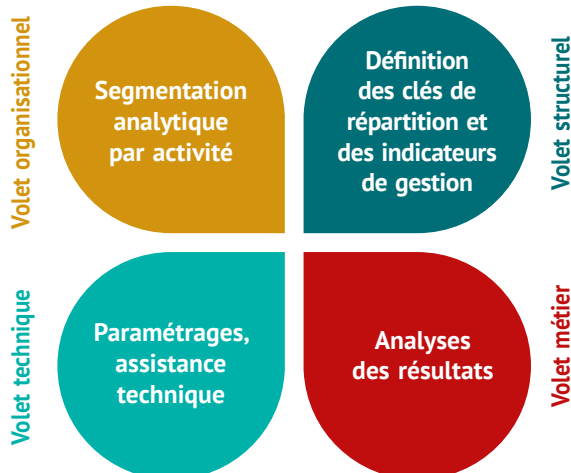 Volet organisationnel
Segmentation
analytique
par activité
Définition
des clés de
répartition et
des indicateurs
de gestion
Volet structurel
Volet technique
Paramétrages,
assistance
technique
Analyses
des résultats
Volet métier